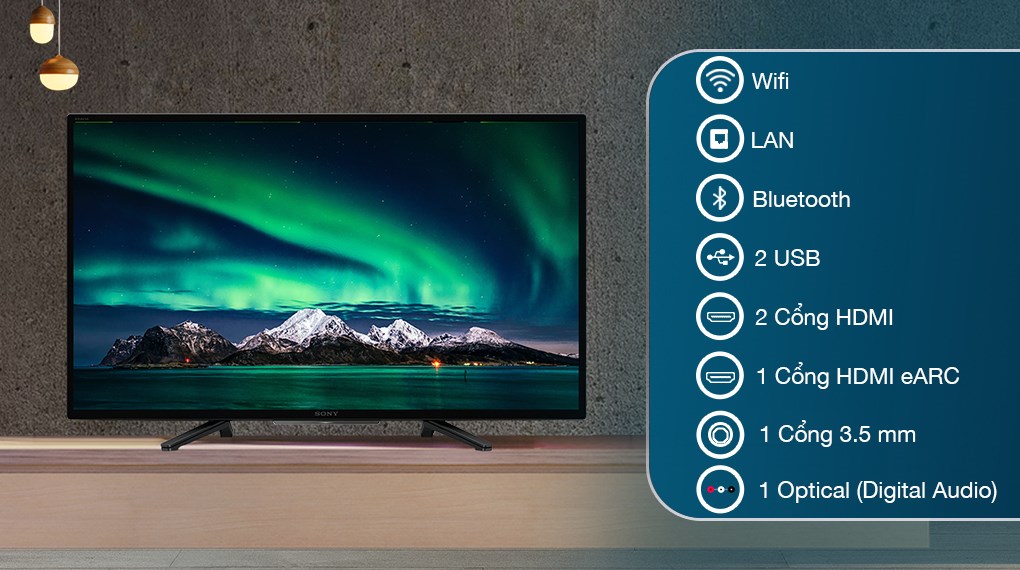 Wifi
LAN
Bluetooth
2 USB
2 Cổng HDMI
1 Cổng HDMI eARC
1 Cổng 3.5 mm
1 Optical (Digital Audio)
SONY